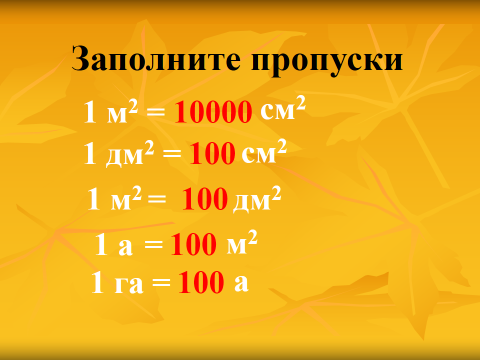 Заполните пропуски
1 м² = 10000 см²
1 дм² = 100 см²
1 м² = 100 дм²
1 а = 100 м²
1 га = 100 а